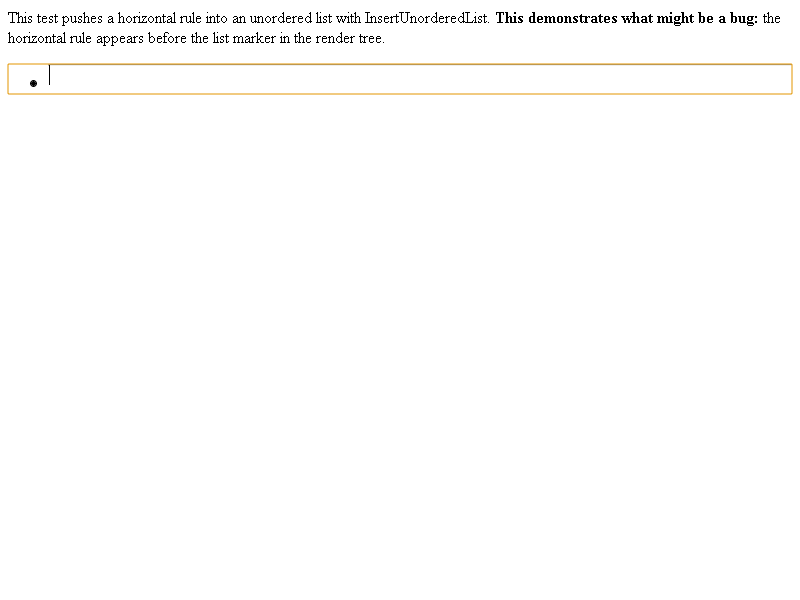 This test pushes a horizontal rule into an unordered list with InsertUnorderedList. This demonstrates what might be a bug: the
horizontal rule appears before the list marker in the render tree.